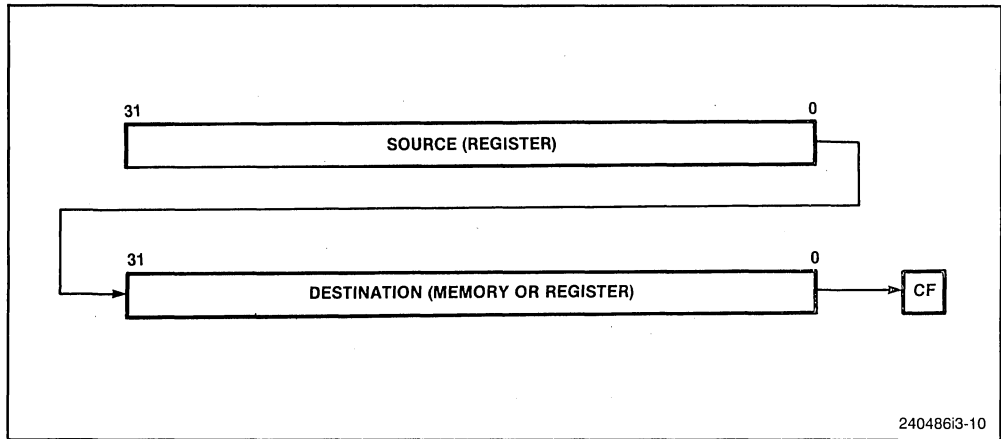 31 0
SOURCE (REGISTER)
31 0
DESTINATION (MEMORY OR REGISTER)
CF
240486i3-10